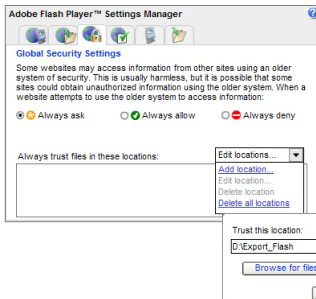 Adobe Flash Player™ Settings Manager
Global Security Settings
Some websites may access information from other sites using an older
system of security. This is usually harmless, but it is possible that some
sites could obtain unauthorized information using the older system. When a
website attempts to use the older system to access information:
Always ask Always allow Always deny
Always trust files in these locations: Edit locations...
Add location...
Edit location...
Delete location
Delete all locations
Trust this location:
D:\Export_Flash
Browse for files